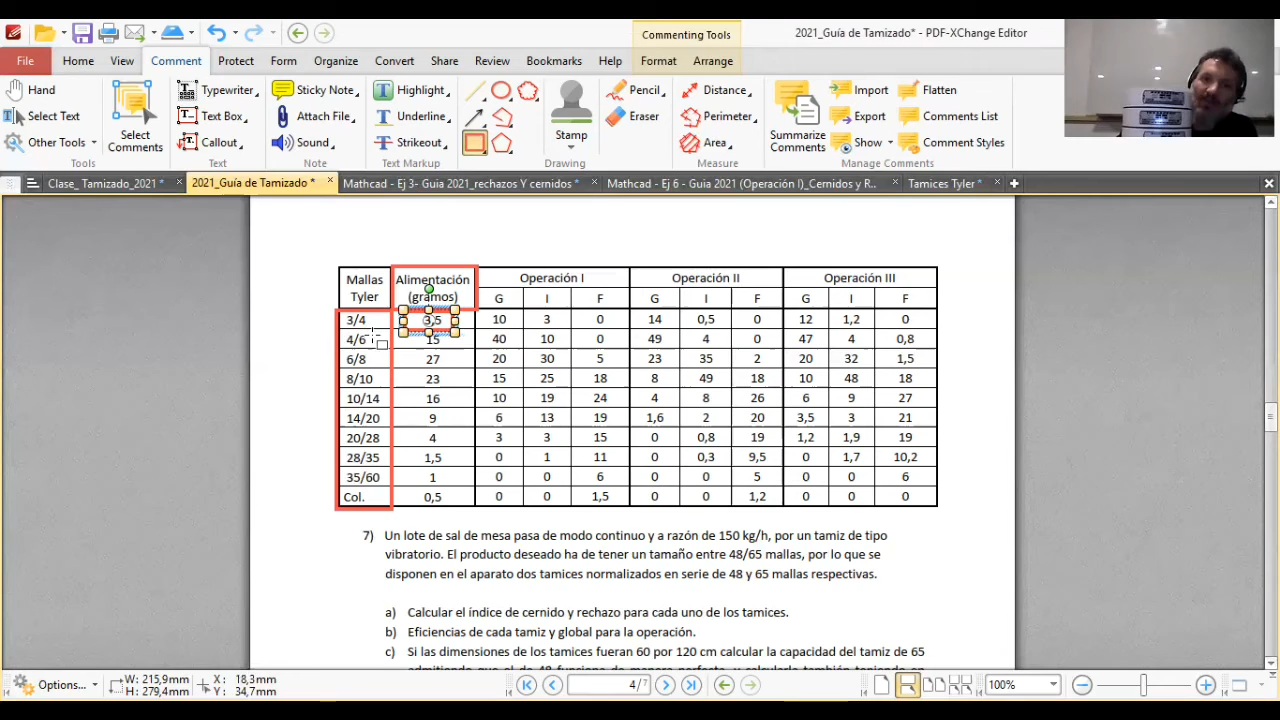 2021_Guía de Tamizado* - PDF-XChange Editor
Commenting Tools
File Home View Comment Protect Form Organize Convert Share Review Bookmarks Help Format Arrange
Hand
Select Text
Other Tools
Tools
Select Comments
Typewriter
Text Box
Callout
Text
Sticky Note
Attach File
Sound
Note
Highlight
Underline
Strikeout
Text Markup
Pencil
Eraser
Drawing
Stamp
Distance
Perimeter
Area
Measure
Summarize Comments
Import
Export
Show
Flatten
Comments List
Comment Styles
Manage Comments
Clase_ Tamizado_2021 *
2021_Guía de Tamizado *
Mathcad - Ej 3- Guia 2021_rechazos Y cernidos *
Mathcad - Ej 6 - Guia 2021 (Operación I)_Cernidos y R...
Tamices Tyler *
Mallas Tyler Alimentación (gramos) Operación I Operación II Operación III
G I F G I F G I F
3/4 3,5 10 3 0 14 0,5 0 12 1,2 0
4/6 15 40 10 0 49 4 0 47 4 0,8
6/8 27 20 30 5 23 35 2 20 32 1,5
8/10 23 15 25 18 8 49 18 10 48 18
10/14 16 10 19 24 4 8 26 6 9 27
14/20 9 6 13 19 1,6 2 20 3,5 3 21
20/28 4 3 3 15 0 0,8 19 1,2 1,9 19
28/35 1,5 0 1 11 0 0,3 9,5 0 1,7 10,2
35/60 1 0 0 6 0 0 5 0 0 6
Col. 0,5 0 0 1,5 0 0 1,2 0 0 0
7) Un lote de sal de mesa pasa de modo continuo y a razón de 150 kg/h, por un tamiz de tipo
vibratorio. El producto deseado ha de tener un tamaño entre 48/65 mallas, por lo que se
disponen en el aparato dos tamices normalizados en serie de 48 y 65 mallas respectivas.
a) Calcular el índice de cernido y rechazo para cada uno de los tamices.
b) Eficiencias de cada tamiz y global para la operación.
c) Si las dimensiones de los tamices fueran 60 por 120 cm calcular la capacidad del tamiz de 65
Options...
W: 215,9mm
H: 279,4mm
X: 18,3mm
Y: 34,7mm
4/7
100%